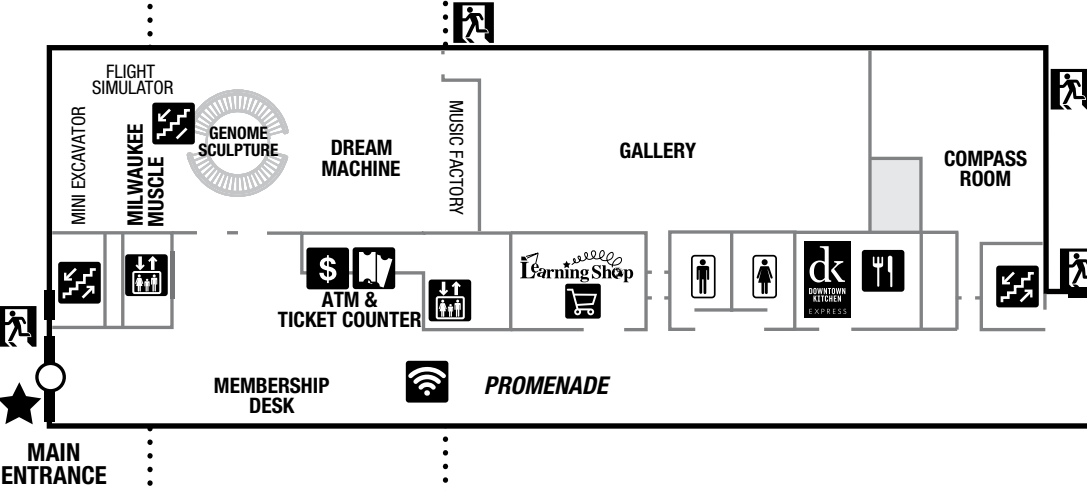 FLIGHT
SIMULATOR
MINI EXCAVATOR
MILWAUKEE
MUSCLE
GENOME
SCULPTURE
DREAM
MACHINE
MUSIC FACTORY
GALLERY
COMPASS
ROOM
$
ATM &
TICKET COUNTER
Learning Shop
dk
DOWNTOWN
KITCHEN
EXPRESS
MEMBERSHIP
DESK
PROMENADE
MAIN
ENTRANCE